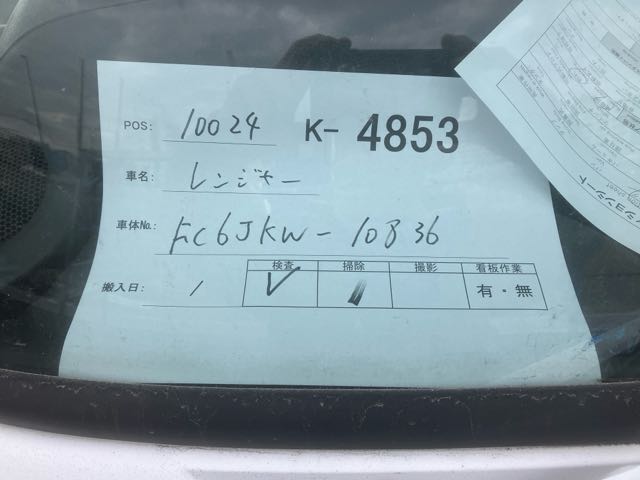 POS: 10024 K- 4853
車名: レンジャー
車体No.: FC6JKW-10836
検査 掃除 撮影 看板作業
搬入日: / ✓ 有・無